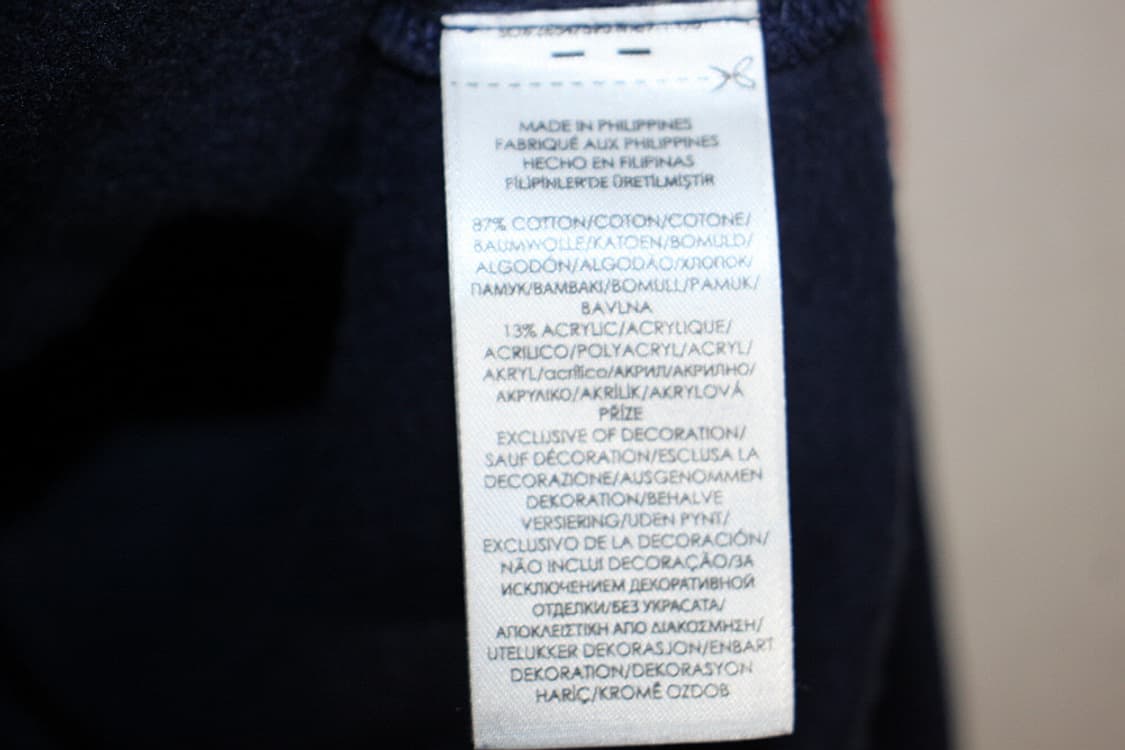 MADE IN PHILIPPINES
FABRIQUÉ AUX PHILIPPINES
HECHO EN FILIPINAS
FİLİPİNLER'DE ÜRETİLMİŞTİR
87% COTTON/COTON/COTONE/
BAUMWOLLE/KATOEN/BOMULD/
ALGODÓN/ALGODÃO/ХЛОПОК/
ПАМУК/ΒΑΜΒΑΚΙ/BOMULL/PAMUK/
BAVLNA
13% ACRYLIC/ACRYLIQUE/
ACRILICO/POLYACRYL/ACRYL/
AKRYL/acrílico/АКРИЛ/АКРИЛНО/
ΑΚΡΥΛΙΚΟ/AKRİLİK/AKRYLOVÁ
PŘÍZE
EXCLUSIVE OF DECORATION/
SAUF DÉCORATION/ESCLUSA LA
DECORAZIONE/AUSGENOMMEN
DEKORATION/BEHALVE
VERSIERING/UDEN PYNT/
EXCLUSIVO DE LA DECORACIÓN/
NÃO INCLUI DECORAÇÃO/ЗА
ИСКЛЮЧЕНИЕМ ДЕКОРАТИВНОЙ
ОТДЕЛКИ/БЕЗ УКРАСАТА/
ΑΠΟΚΛΕΙΣΤΙΚΗ ΑΠΟ ΔΙΑΚΟΣΜΗΣΗ/
UTELUKKER DEKORASJON/ENBART
DEKORATION/DEKORASYON
HARİÇ/KROMĚ OZDOB